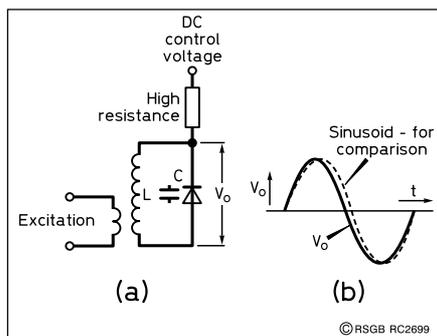 DC
control
voltage
High
resistance
C
L
Vo
Excitation
(a)
Sinusoid - for
comparison
t
Vo
Vo
(b)
© RSGB RC2699